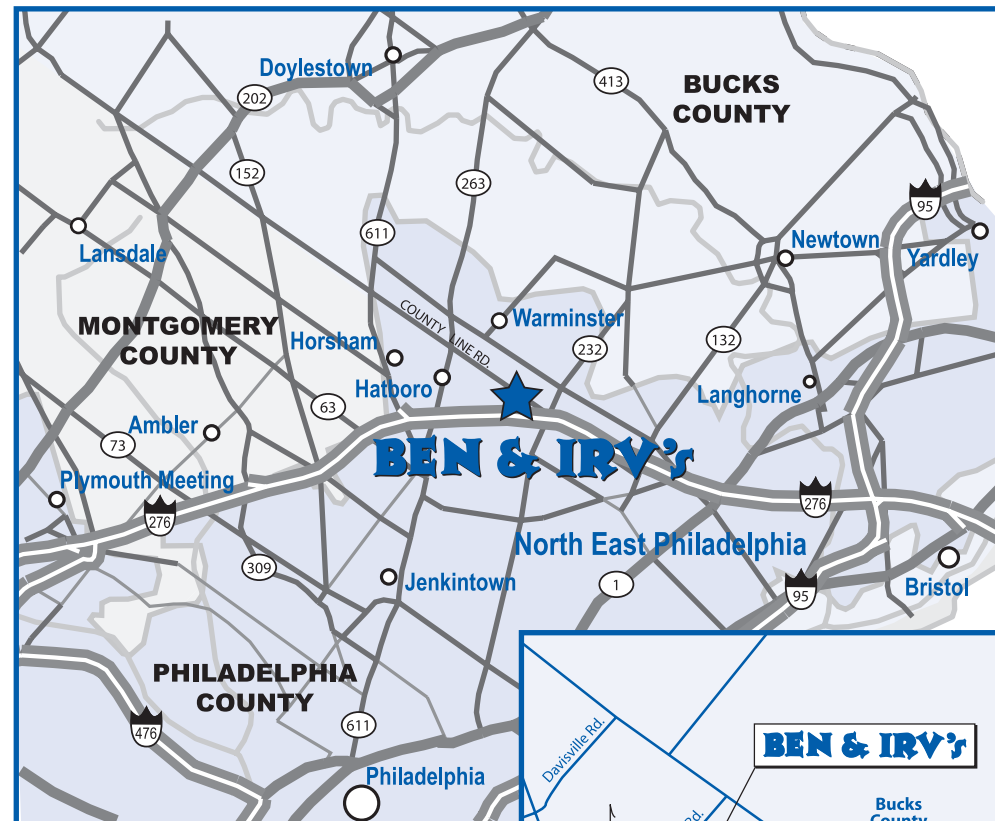 Doylestown
202
413
BUCKS
COUNTY
152
263
95
611
Lansdale
Newtown
Yardley
COUNTY LINE RD.
MONTGOMERY
COUNTY
Warminster
Horsham
232
132
Hatboro
Langhorne
63
Ambler
73
BEN & IRV's
Plymouth Meeting
276
276
North East Philadelphia
309
Jenkintown
1
95
Bristol
PHILADELPHIA
COUNTY
611
476
Philadelphia
Davisville Rd.
BEN & IRV's
Rd.
Bucks
County